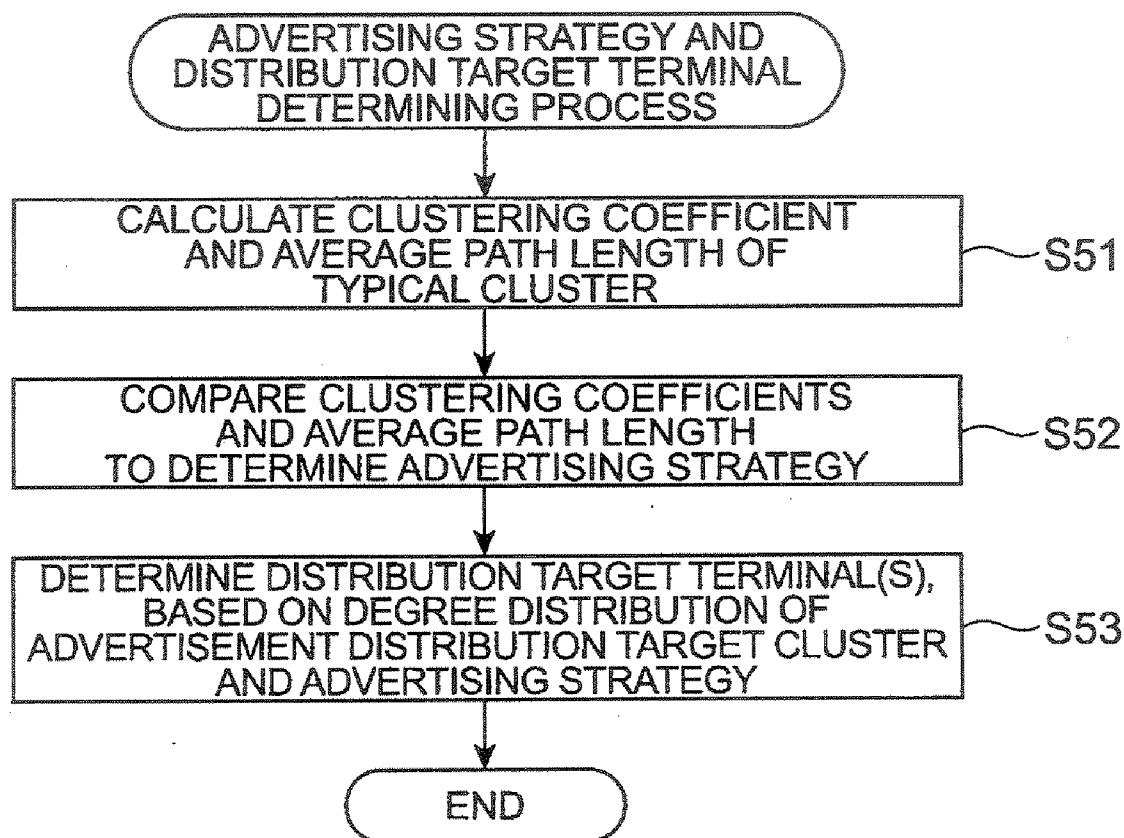 ADVERTISING STRATEGY AND
DISTRIBUTION TARGET TERMINAL
DETERMINING PROCESS
CALCULATE CLUSTERING COEFFICIENT
AND AVERAGE PATH LENGTH OF
TYPICAL CLUSTER
S51
COMPARE CLUSTERING COEFFICIENTS
AND AVERAGE PATH LENGTH
TO DETERMINE ADVERTISING STRATEGY
S52
DETERMINE DISTRIBUTION TARGET TERMINAL(S),
BASED ON DEGREE DISTRIBUTION OF
ADVERTISEMENT DISTRIBUTION TARGET CLUSTER
AND ADVERTISING STRATEGY
S53
END